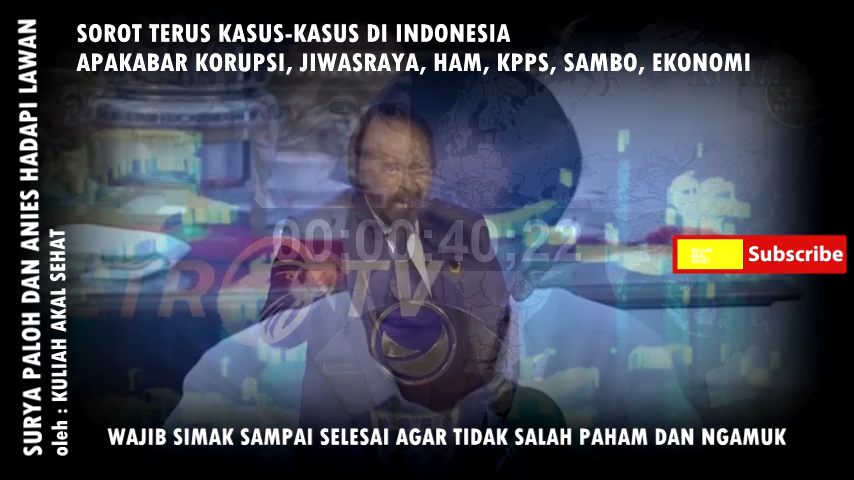 SOROT TERUS KASUS-KASUS DI INDONESIA
APAKABAR KORUPSI, JIWASRAYA, HAM, KPPS, SAMBO, EKONOMI
SURYA PALOH DAN ANIES HADAPI LAWAN
oleh : KULIAH AKAL SEHAT
00:00:40;22
TV
Subscribe
WAJIB SIMAK SAMPAI SELESAI AGAR TIDAK SALAH PAHAM DAN NGAMUK